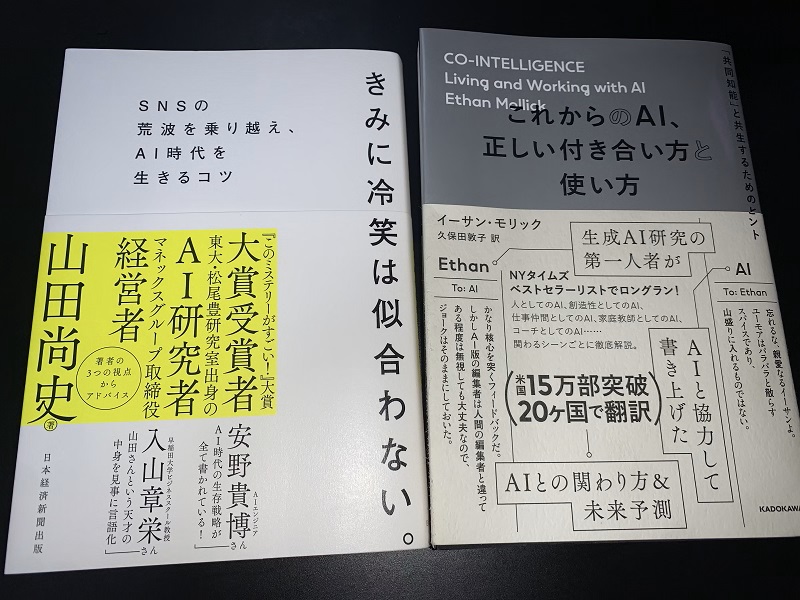 きみに冷笑は似合わない。
SNSの
荒波を乗り越え、
AI時代を
生きるコツ
『このミステリーがすごい!』大賞
大賞受賞者
東大・松尾豊研究室出身の
AI研究者
マネックスグループ取締役
経営者
山田尚史 著
著者の
3つの視点
から
アドバイス
AIエンジニア
安野貴博さん
AI時代の生存戦略が
全て書かれている!
早稲田大学ビジネススクール教授
入山章栄さん
山田さんという天才の
中身を見事に言語化
日本経済新聞出版
CO-INTELLIGENCE
Living and Working with AI
Ethan Mollick
これからのAI、
正しい付き合い方と
使い方
「共同知能」と共生するためのヒント
イーサン・モリック
久保田敦子 訳
生成AI研究の
第一人者が
Ethan
To: AI
AI
To: Ethan
NYタイムズ
ベストセラーリストでロングラン!
人としてのAI、創造性としてのAI、
仕事仲間としてのAI、家庭教師としてのAI、
コーチとしてのAI……
関わるシーンごとに徹底解説。
忘れるな、親愛なるイーサンよ。
ユーモアはパラパラと散らす
スパイスであり、
山盛りに入れるものではない。
かなり核心を突くフィードバックだ。
しかしAI版の編集者は人間の編集者と違って
ある程度は無視しても大丈夫なので、
ジョークはそのままにしておいた。
AIと協力して
書き上げた
米国15万部突破
20ヶ国で翻訳
AIとの関わり方&
未来予測
KADOKAWA